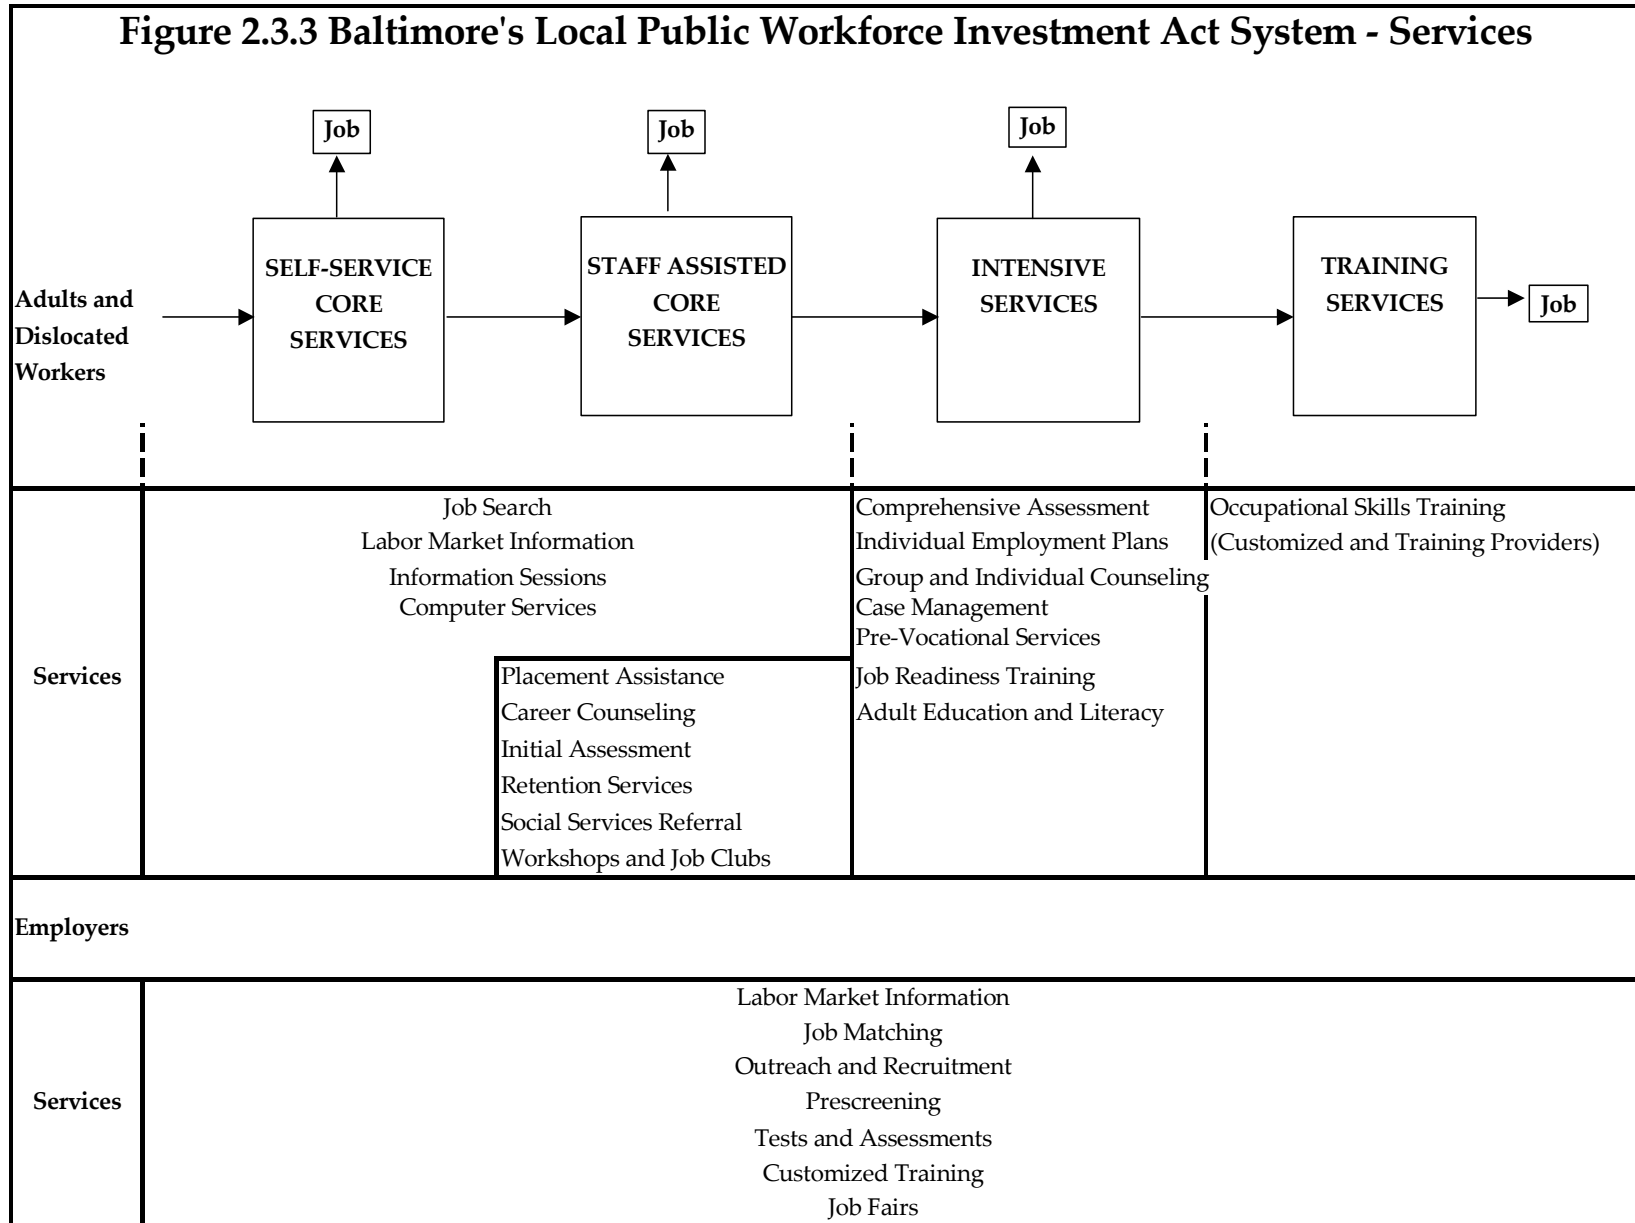 Figure 2.3.3 Baltimore's Local Public Workforce Investment Act System - Services
Job
Job
Job
SELF-SERVICE
CORE
SERVICES
STAFF ASSISTED
CORE
SERVICES
INTENSIVE
SERVICES
TRAINING
SERVICES
Job
Adults and
Dislocated
Workers
Services
Job Search
Labor Market Information
Information Sessions
Computer Services
Placement Assistance
Career Counseling
Initial Assessment
Retention Services
Social Services Referral
Workshops and Job Clubs
Comprehensive Assessment
Individual Employment Plans
Group and Individual Counseling
Case Management
Pre-Vocational Services
Job Readiness Training
Adult Education and Literacy
Occupational Skills Training
(Customized and Training Providers)
Employers
Services
Labor Market Information
Job Matching
Outreach and Recruitment
Prescreening
Tests and Assessments
Customized Training
Job Fairs